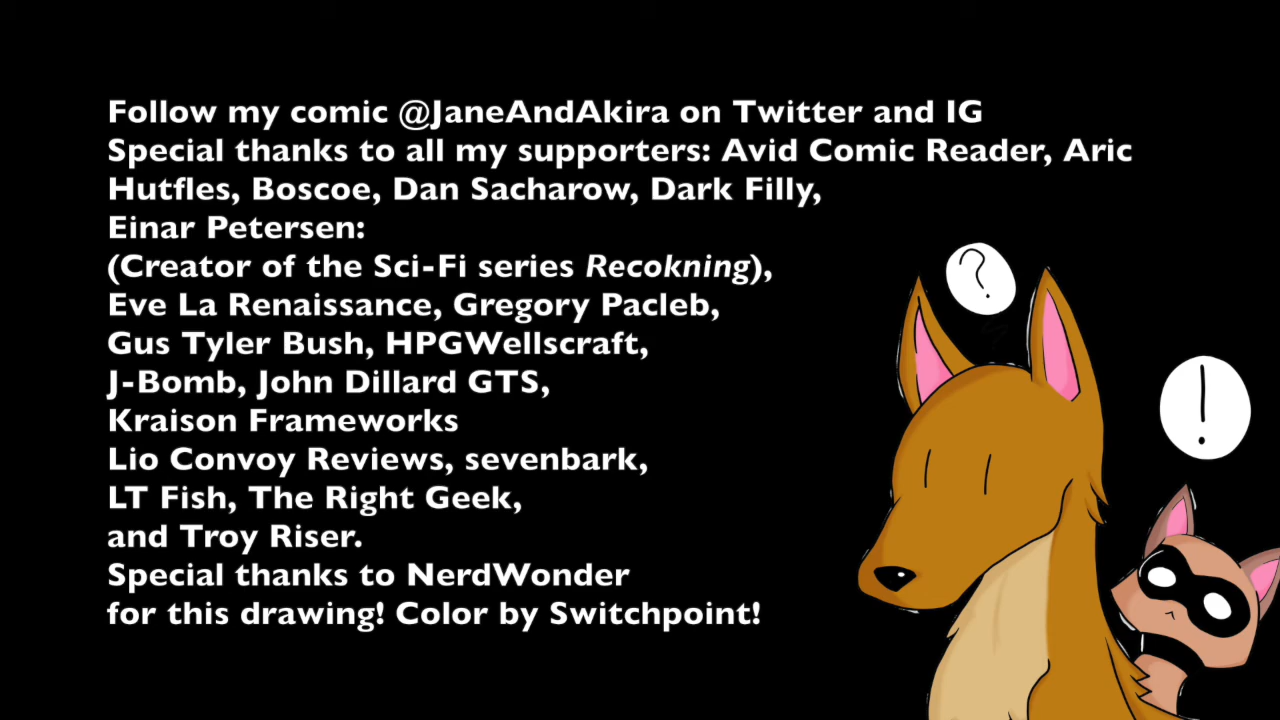 Follow my comic @JaneAndAkira on Twitter and IG
Special thanks to all my supporters: Avid Comic Reader, Aric
Hutfles, Boscoe, Dan Sacharow, Dark Filly,
Einar Petersen:
(Creator of the Sci-Fi series Recokning),
Eve La Renaissance, Gregory Pacleb,
Gus Tyler Bush, HPGWellscraft,
J-Bomb, John Dillard GTS,
Kraison Frameworks
Lio Convoy Reviews, sevenbark,
LT Fish, The Right Geek,
and Troy Riser.
Special thanks to NerdWonder
for this drawing! Color by Switchpoint!
?
!